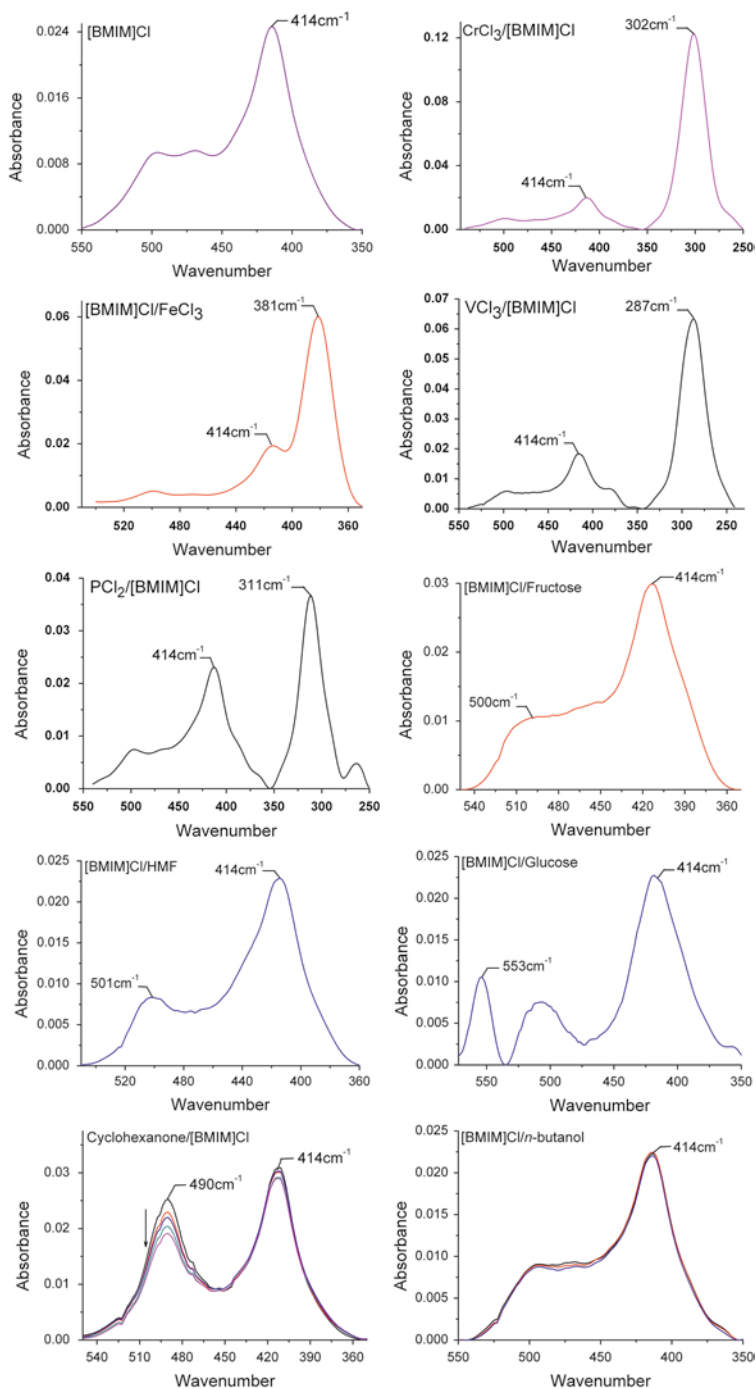 [BMIM]Cl
414cm⁻¹
0.024
0.016
0.008
0.000
Absorbance
550 500 450 400 350
Wavenumber
CrCl₃/[BMIM]Cl
302cm⁻¹
414cm⁻¹
0.12
0.08
0.04
0.00
Absorbance
500 450 400 350 300 250
Wavenumber
[BMIM]Cl/FeCl₃
381cm⁻¹
414cm⁻¹
0.06
0.04
0.02
0.00
Absorbance
520 480 440 400 360
Wavenumber
VCl₃/[BMIM]Cl
287cm⁻¹
414cm⁻¹
0.07
0.06
0.05
0.04
0.03
0.02
0.01
0.00
Absorbance
550 500 450 400 350 300 250
Wavenumber
PCl₂/[BMIM]Cl
311cm⁻¹
414cm⁻¹
0.04
0.03
0.02
0.01
0.00
Absorbance
550 500 450 400 350 300 250
Wavenumber
[BMIM]Cl/Fructose
414cm⁻¹
500cm⁻¹
0.03
0.02
0.01
0.00
Absorbance
540 510 480 450 420 390 360
Wavenumber
[BMIM]Cl/HMF
414cm⁻¹
501cm⁻¹
0.025
0.020
0.015
0.010
0.005
0.000
Absorbance
520 480 440 400 360
Wavenumber
[BMIM]Cl/Glucose
414cm⁻¹
553cm⁻¹
0.025
0.020
0.015
0.010
0.005
0.000
Absorbance
550 500 450 400 350
Wavenumber
Cyclohexanone/[BMIM]Cl
414cm⁻¹
490cm⁻¹
0.03
0.02
0.01
0.00
Absorbance
540 510 480 450 420 390 360
Wavenumber
[BMIM]Cl/n-butanol
414cm⁻¹
0.025
0.020
0.015
0.010
0.005
0.000
Absorbance
550 500 450 400 350
Wavenumber